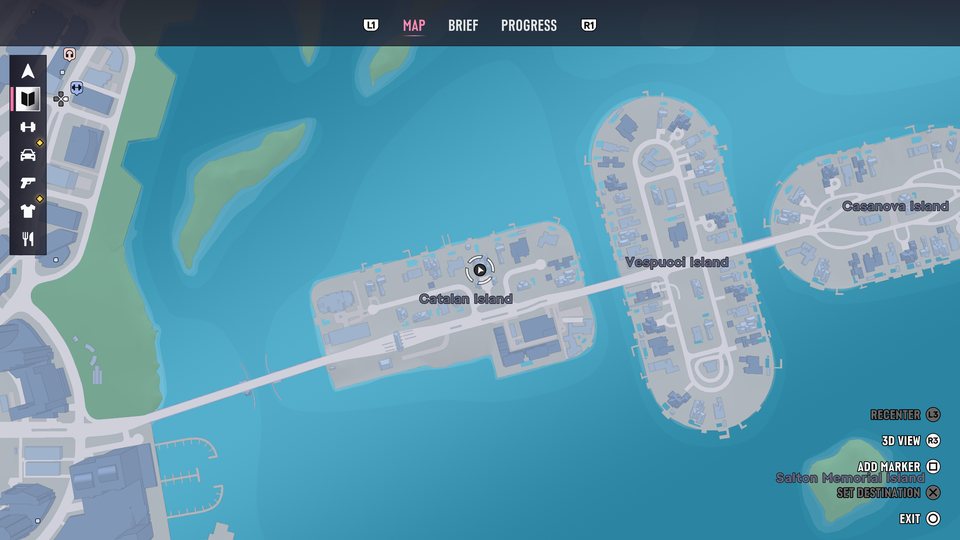 L1 MAP BRIEF PROGRESS R1
Casanova Island
Vespucci Island
Catalan Island
RECENTER L3
3D VIEW R3
ADD MARKER
Salton Memorial Island
SET DESTINATION
EXIT